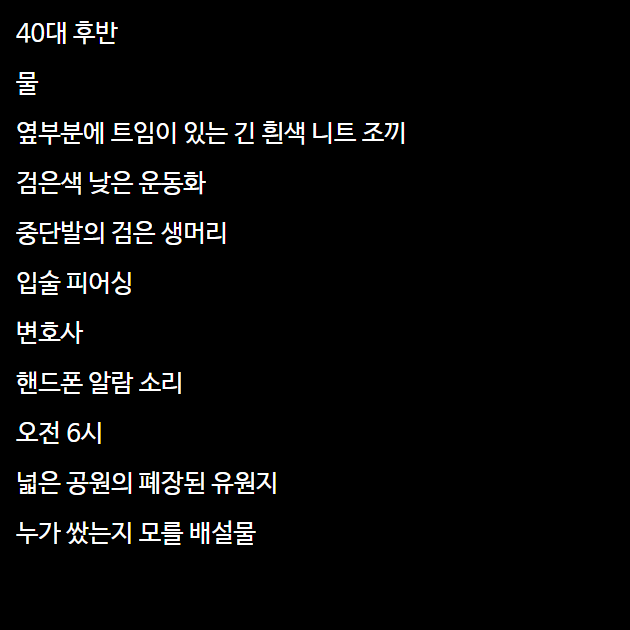 40대 후반
물
옆부분에 트임이 있는 긴 흰색 니트 조끼
검은색 낮은 운동화
중단발의 검은 생머리
입술 피어싱
변호사
핸드폰 알람 소리
오전 6시
넓은 공원의 폐장된 유원지
누가 쌌는지 모를 배설물